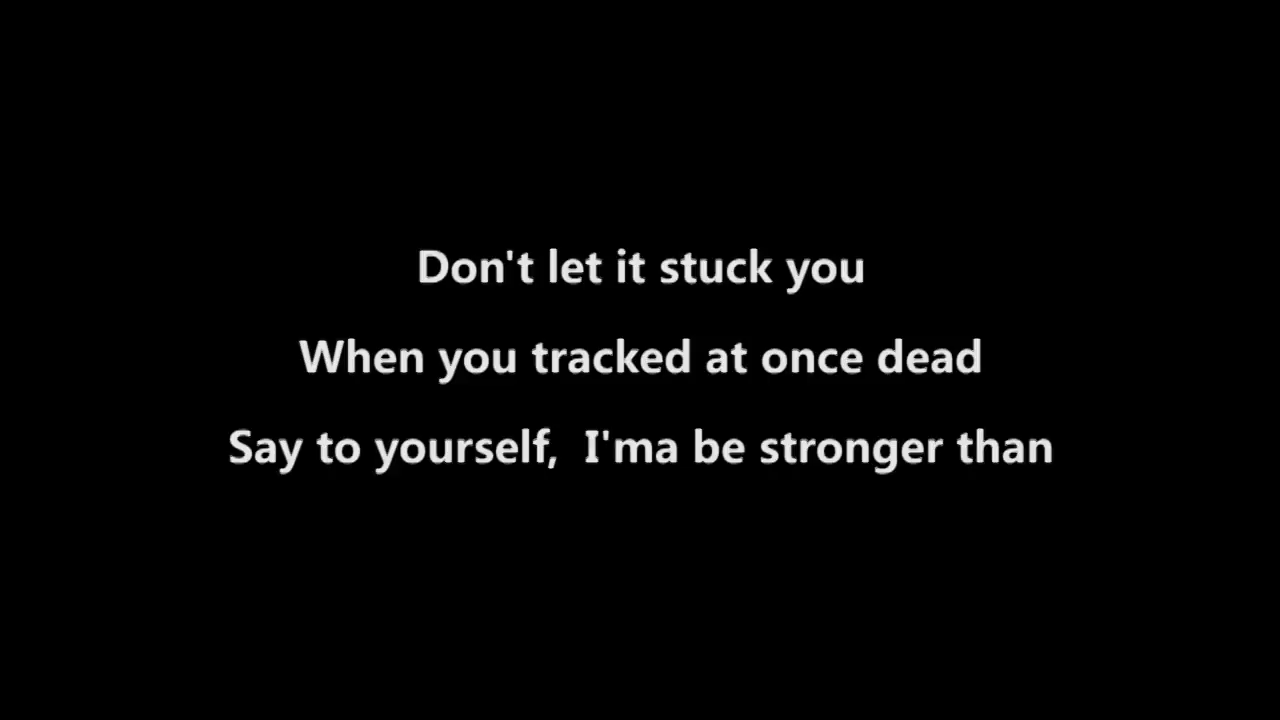 Don't let it stuck you
When you tracked at once dead
Say to yourself,  I'ma be stronger than